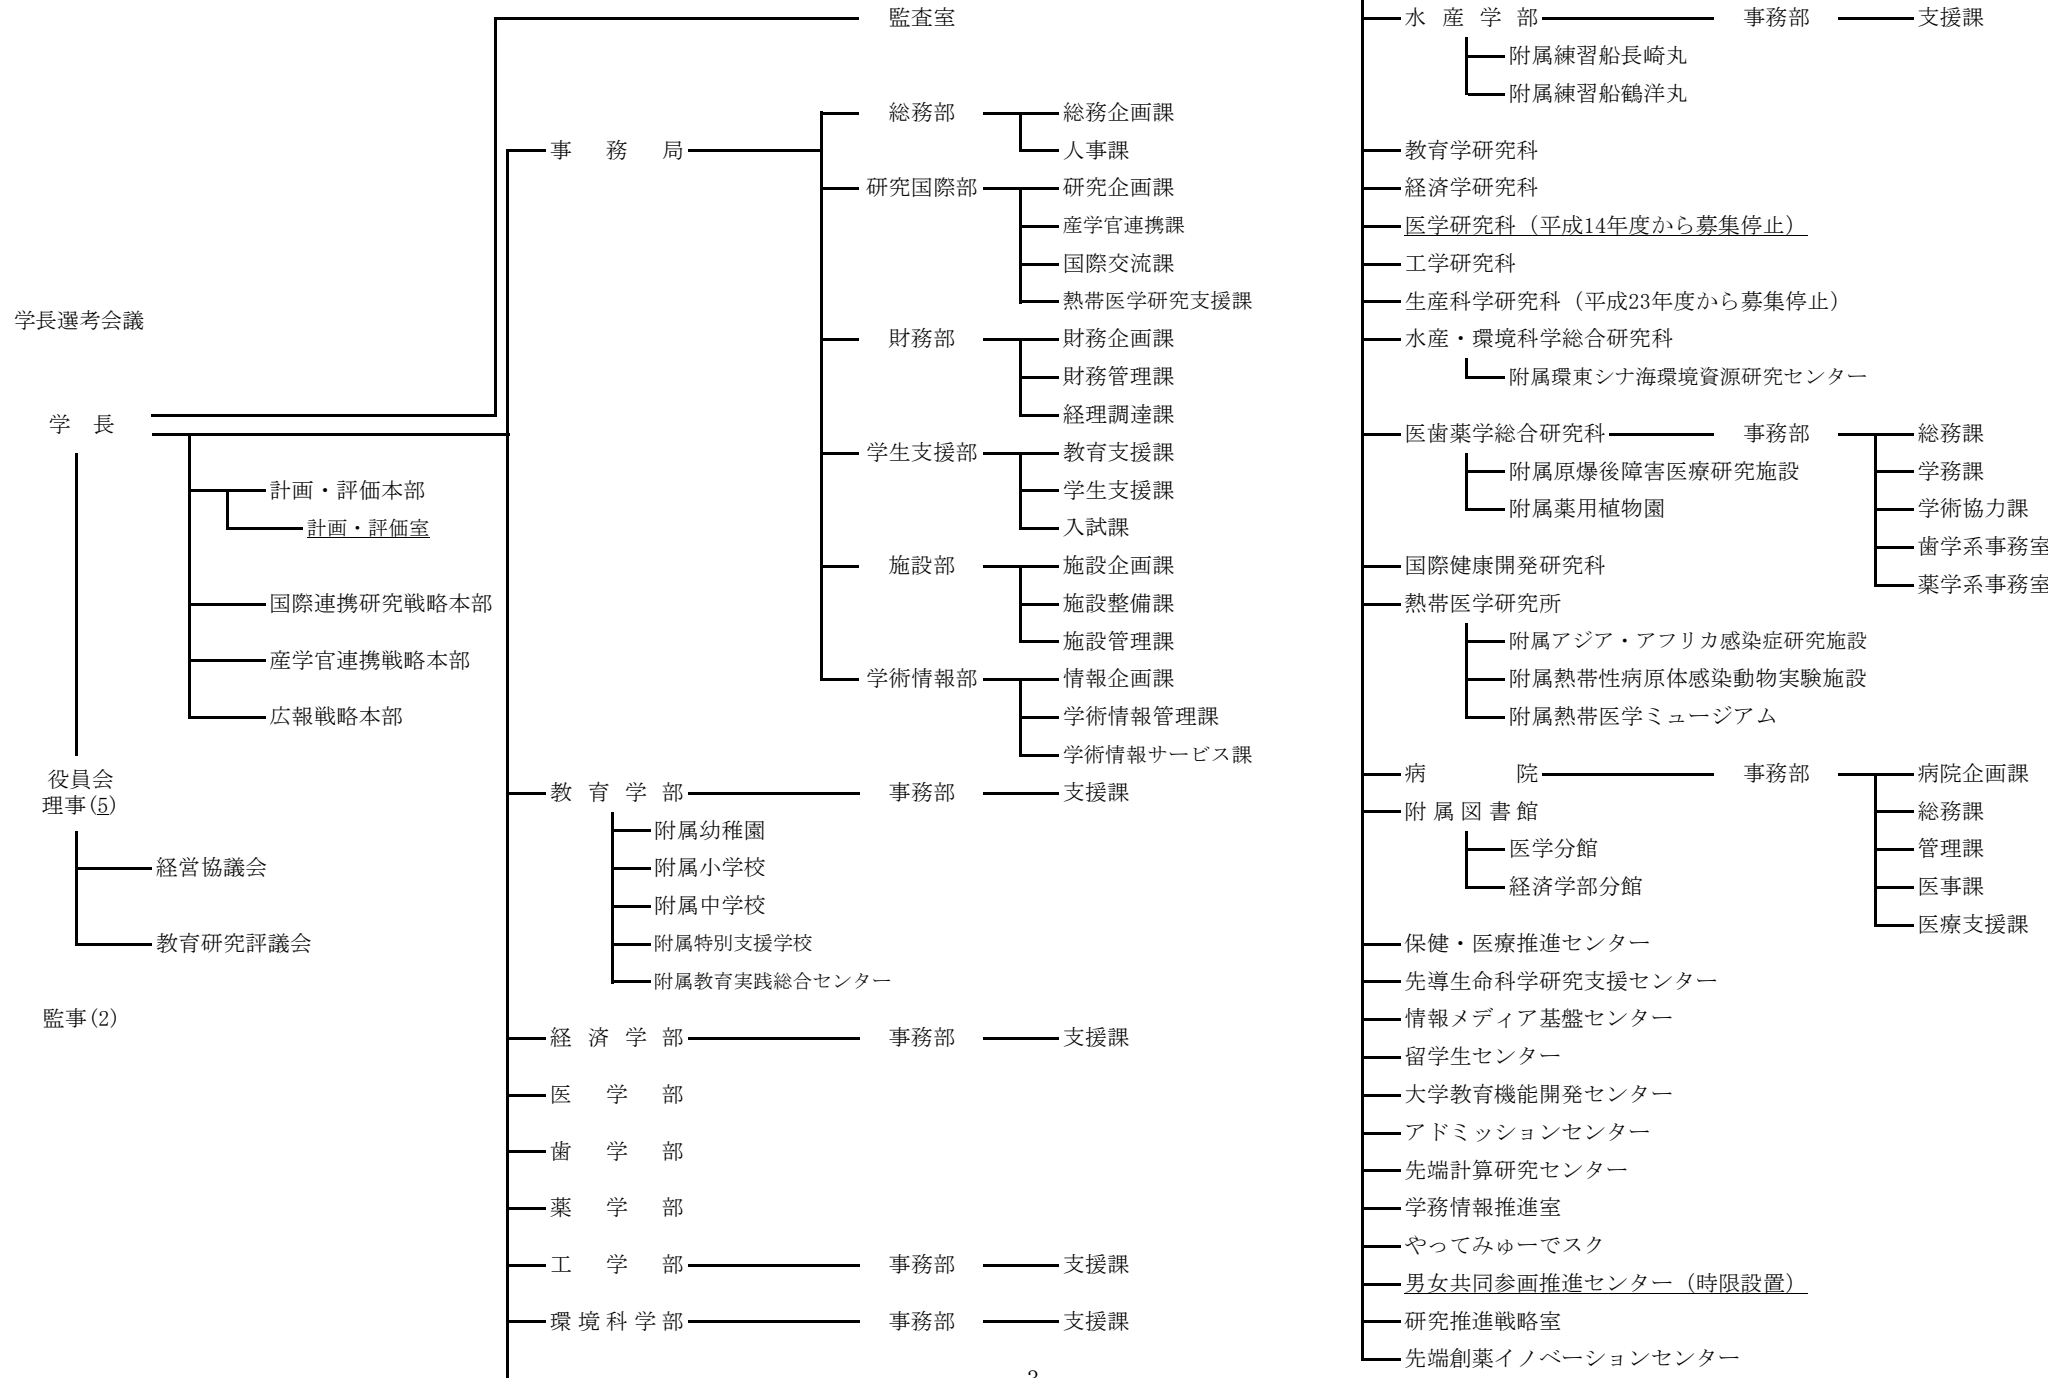 監査室
総務部 総務企画課
事務局 人事課
研究国際部 研究企画課
産学官連携課
国際交流課
熱帯医学研究支援課
学長選考会議
財務部 財務企画課
財務管理課
経理調達課
学長
学生支援部 教育支援課
計画・評価本部 学生支援課
計画・評価室 入試課
施設部 施設企画課
国際連携研究戦略本部 施設整備課
産学官連携戦略本部 施設管理課
学術情報部 情報企画課
広報戦略本部 学術情報管理課
学術情報サービス課
役員会
理事(5)
教育学部 事務部 支援課
附属幼稚園
経営協議会 附属小学校
附属中学校
教育研究評議会 附属特別支援学校
附属教育実践総合センター
監事(2)
経済学部 事務部 支援課
医学部
歯学部
薬学部
工学部 事務部 支援課
環境科学部 事務部 支援課
水産学部 事務部 支援課
附属練習船長崎丸
附属練習船鶴洋丸
教育学研究科
経済学研究科
医学研究科（平成14年度から募集停止）
工学研究科
生産科学研究科（平成23年度から募集停止）
水産・環境科学総合研究科
附属環東シナ海環境資源研究センター
医歯薬学総合研究科 事務部 総務課
附属原爆後障害医療研究施設 学務課
附属薬用植物園 学術協力課
歯学系事務室
国際健康開発研究科
薬学系事務室
熱帯医学研究所
附属アジア・アフリカ感染症研究施設
附属熱帯性病原体感染動物実験施設
附属熱帯医学ミュージアム
病院 事務部 病院企画課
附属図書館 総務課
医学分館 管理課
経済学部分館 医事課
医療支援課
保健・医療推進センター
先導生命科学研究支援センター
情報メディア基盤センター
留学生センター
大学教育機能開発センター
アドミッションセンター
先端計算研究センター
学務情報推進室
やってみゅーでスク
男女共同参画推進センター（時限設置）
研究推進戦略室
先端創薬イノベーションセンター